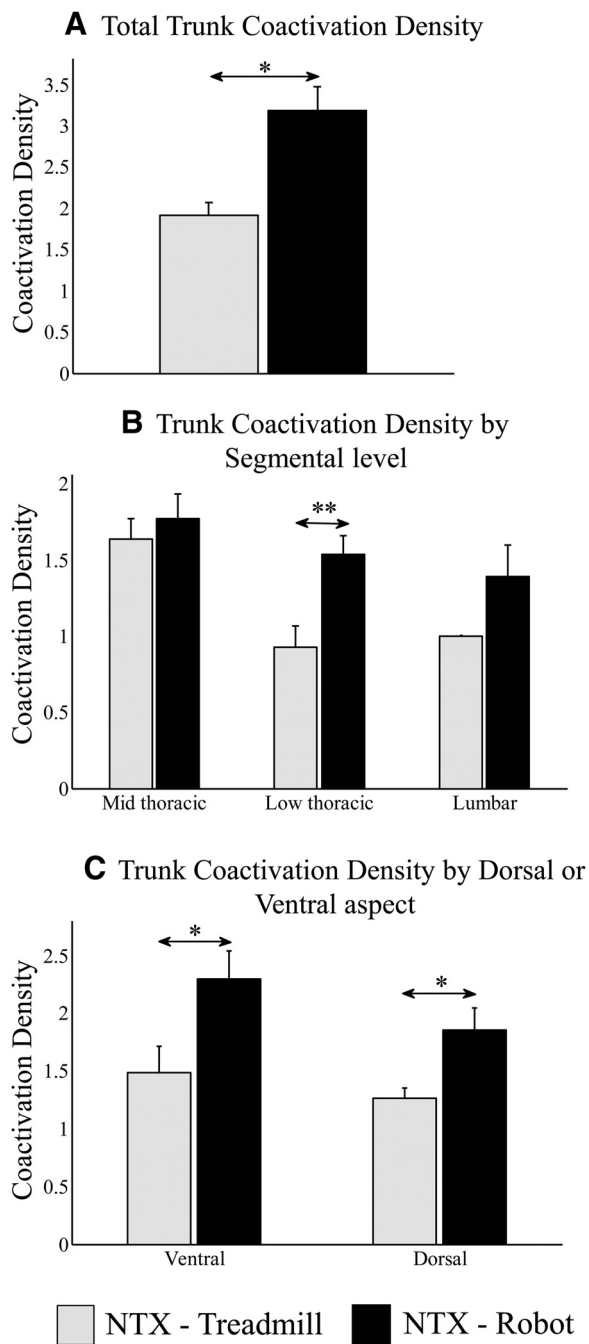 A Total Trunk Coactivation Density
Coactivation Density
3.5
3
2.5
2
1.5
1
0.5
0
*
B Trunk Coactivation Density by
Segmental level
Coactivation Density
2
1.5
1
0.5
0
**
Mid thoracic Low thoracic Lumbar
C Trunk Coactivation Density by Dorsal or
Ventral aspect
Coactivation Density
2.5
2
1.5
1
0.5
0
*
*
Ventral Dorsal
NTX - Treadmill NTX - Robot